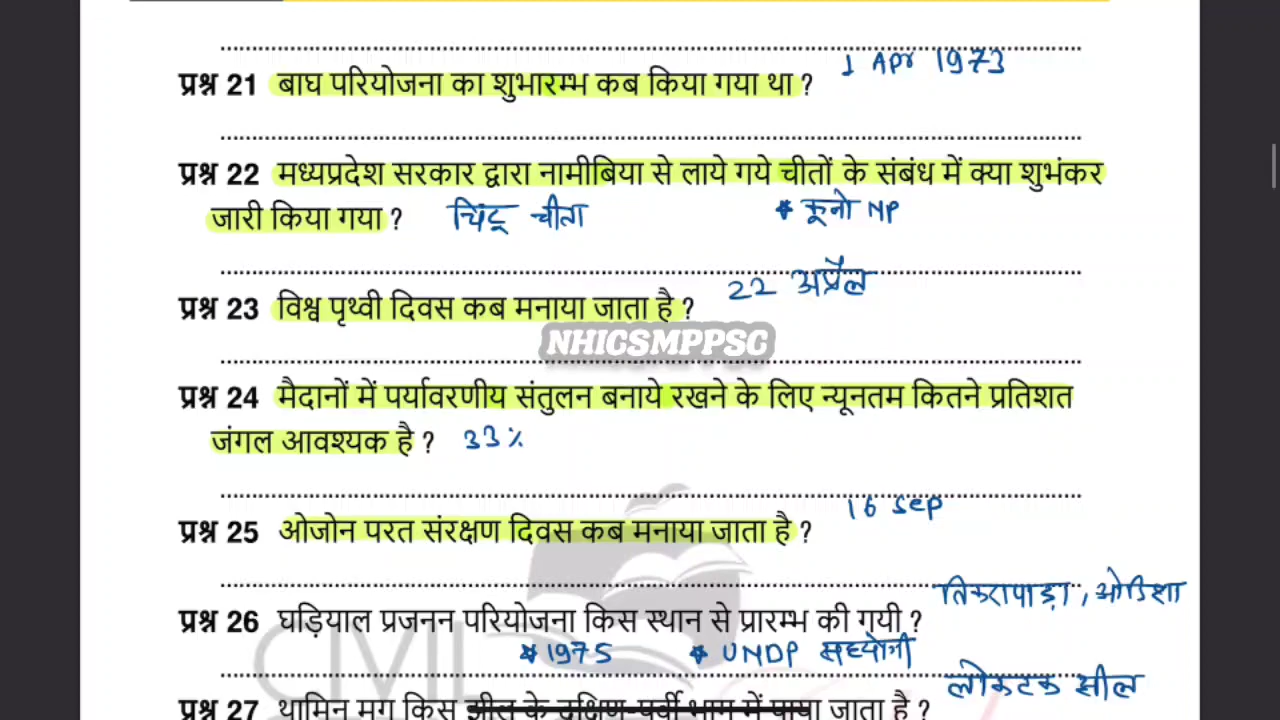 1 Apr 1973
प्रश्न 21 बाघ परियोजना का शुभारम्भ कब किया गया था ?
प्रश्न 22 मध्यप्रदेश सरकार द्वारा नामीबिया से लाये गये चीतों के संबंध में क्या शुभंकर
जारी किया गया ? चिंटू चीता * कूनो NP
22 अप्रैल
प्रश्न 23 विश्व पृथ्वी दिवस कब मनाया जाता है ?
NHICSMPPSC
प्रश्न 24 मैदानों में पर्यावरणीय संतुलन बनाये रखने के लिए न्यूनतम कितने प्रतिशत
जंगल आवश्यक है ? 33%
16 Sep
प्रश्न 25 ओजोन परत संरक्षण दिवस कब मनाया जाता है ?
तिकरापाड़ा, ओडिशा
प्रश्न 26 घड़ियाल प्रजनन परियोजना किस स्थान से प्रारम्भ की गयी ?
* 1975 * UNDP सहयोगी
CIVIL
लोकटक झील
प्रश्न 27 थामिन मृग किस झील के दक्षिण-पूर्वी भाग में पाया जाता है ?